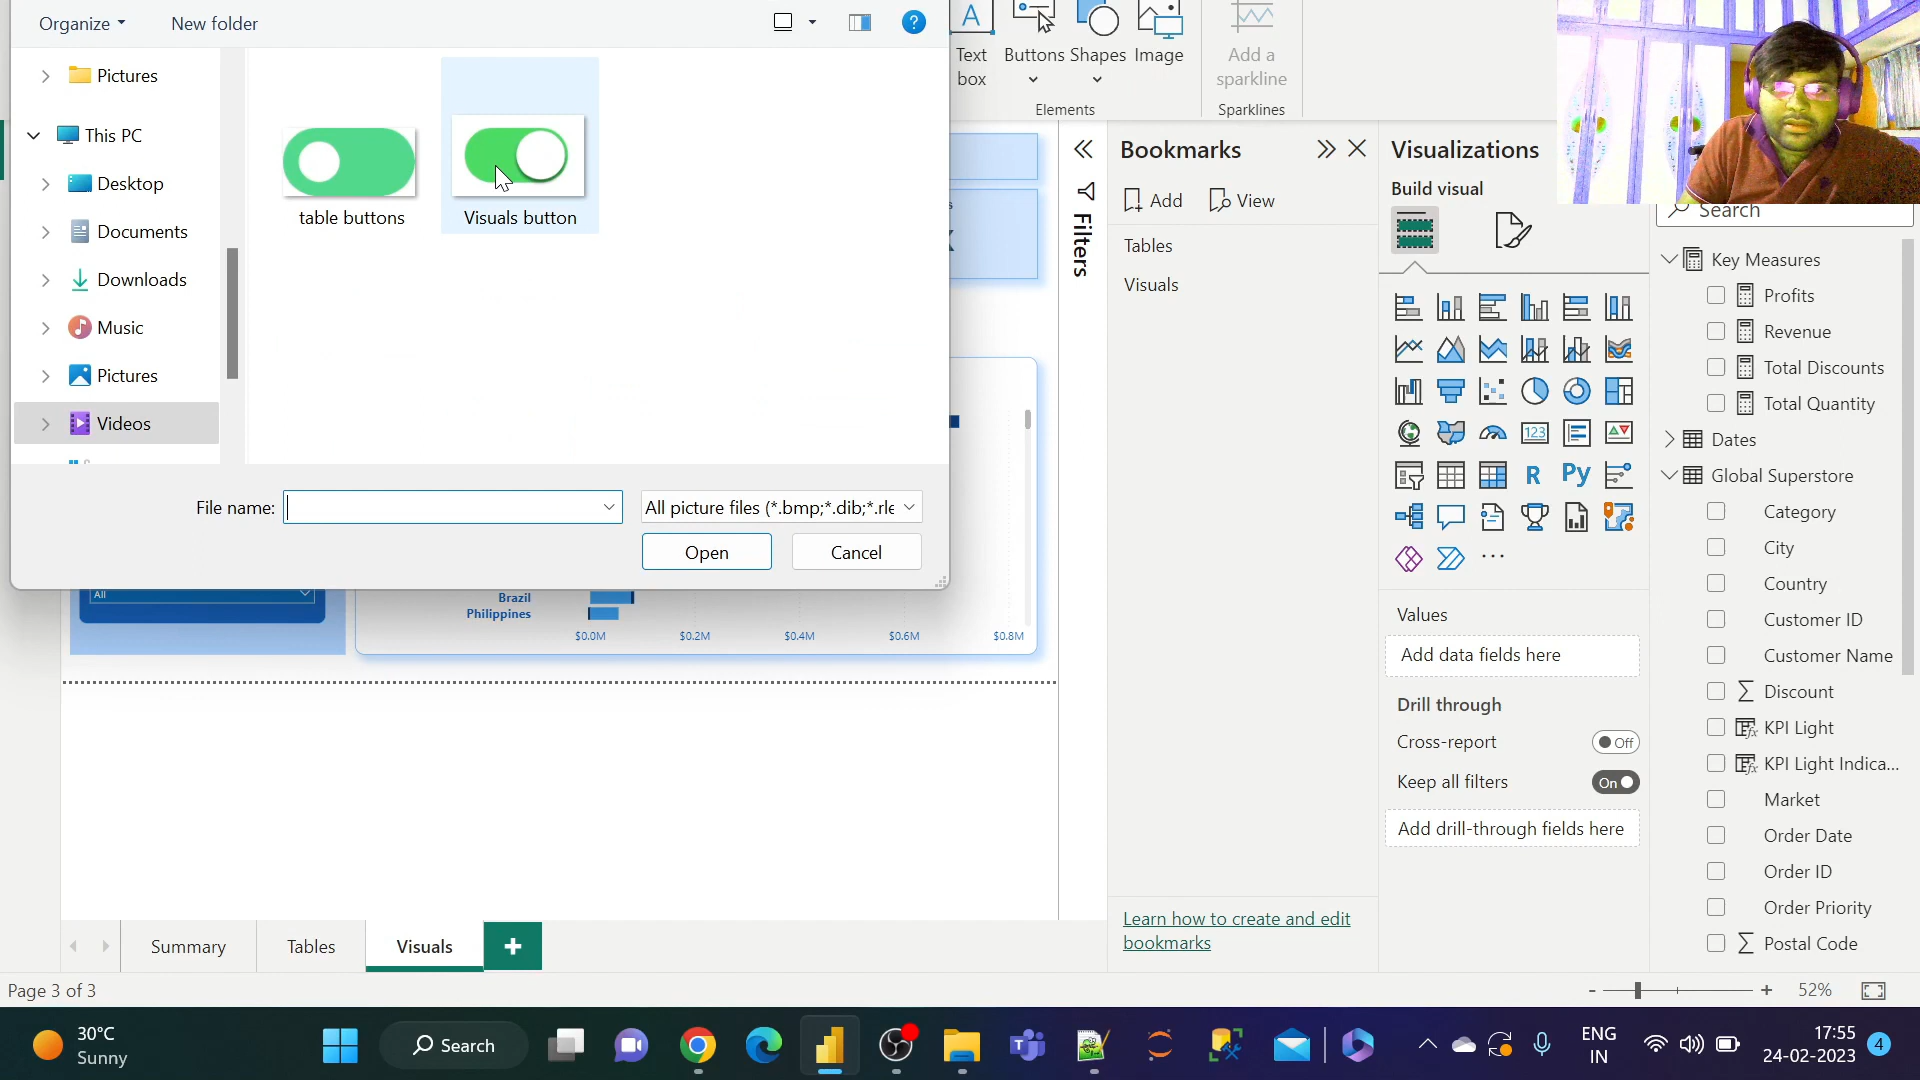 Organize
New folder
Pictures
This PC
Desktop
Documents
Downloads
Music
Pictures
Videos
table buttons
Visuals button
File name:
All picture files (*.bmp;*.dib;*.rle
Open
Cancel
Text box
Buttons
Shapes
Image
Elements
Add a sparkline
Sparklines
Filters
Bookmarks
Add
View
Tables
Visuals
Learn how to create and edit
bookmarks
Visualizations
Build visual
123
R
Py
Values
Add data fields here
Drill through
Cross-report
Off
Keep all filters
On
Add drill-through fields here
Search
Key Measures
Profits
Revenue
Total Discounts
Total Quantity
Dates
Global Superstore
Category
City
Country
Customer ID
Customer Name
Discount
KPI Light
KPI Light Indica...
Market
Order Date
Order ID
Order Priority
Postal Code
All
Brazil
Philippines
$0.0M
$0.2M
$0.4M
$0.6M
$0.8M
Summary
Tables
Visuals
Page 3 of 3
52%
30°C
Sunny
Search
ENG
IN
17:55
24-02-2023
4